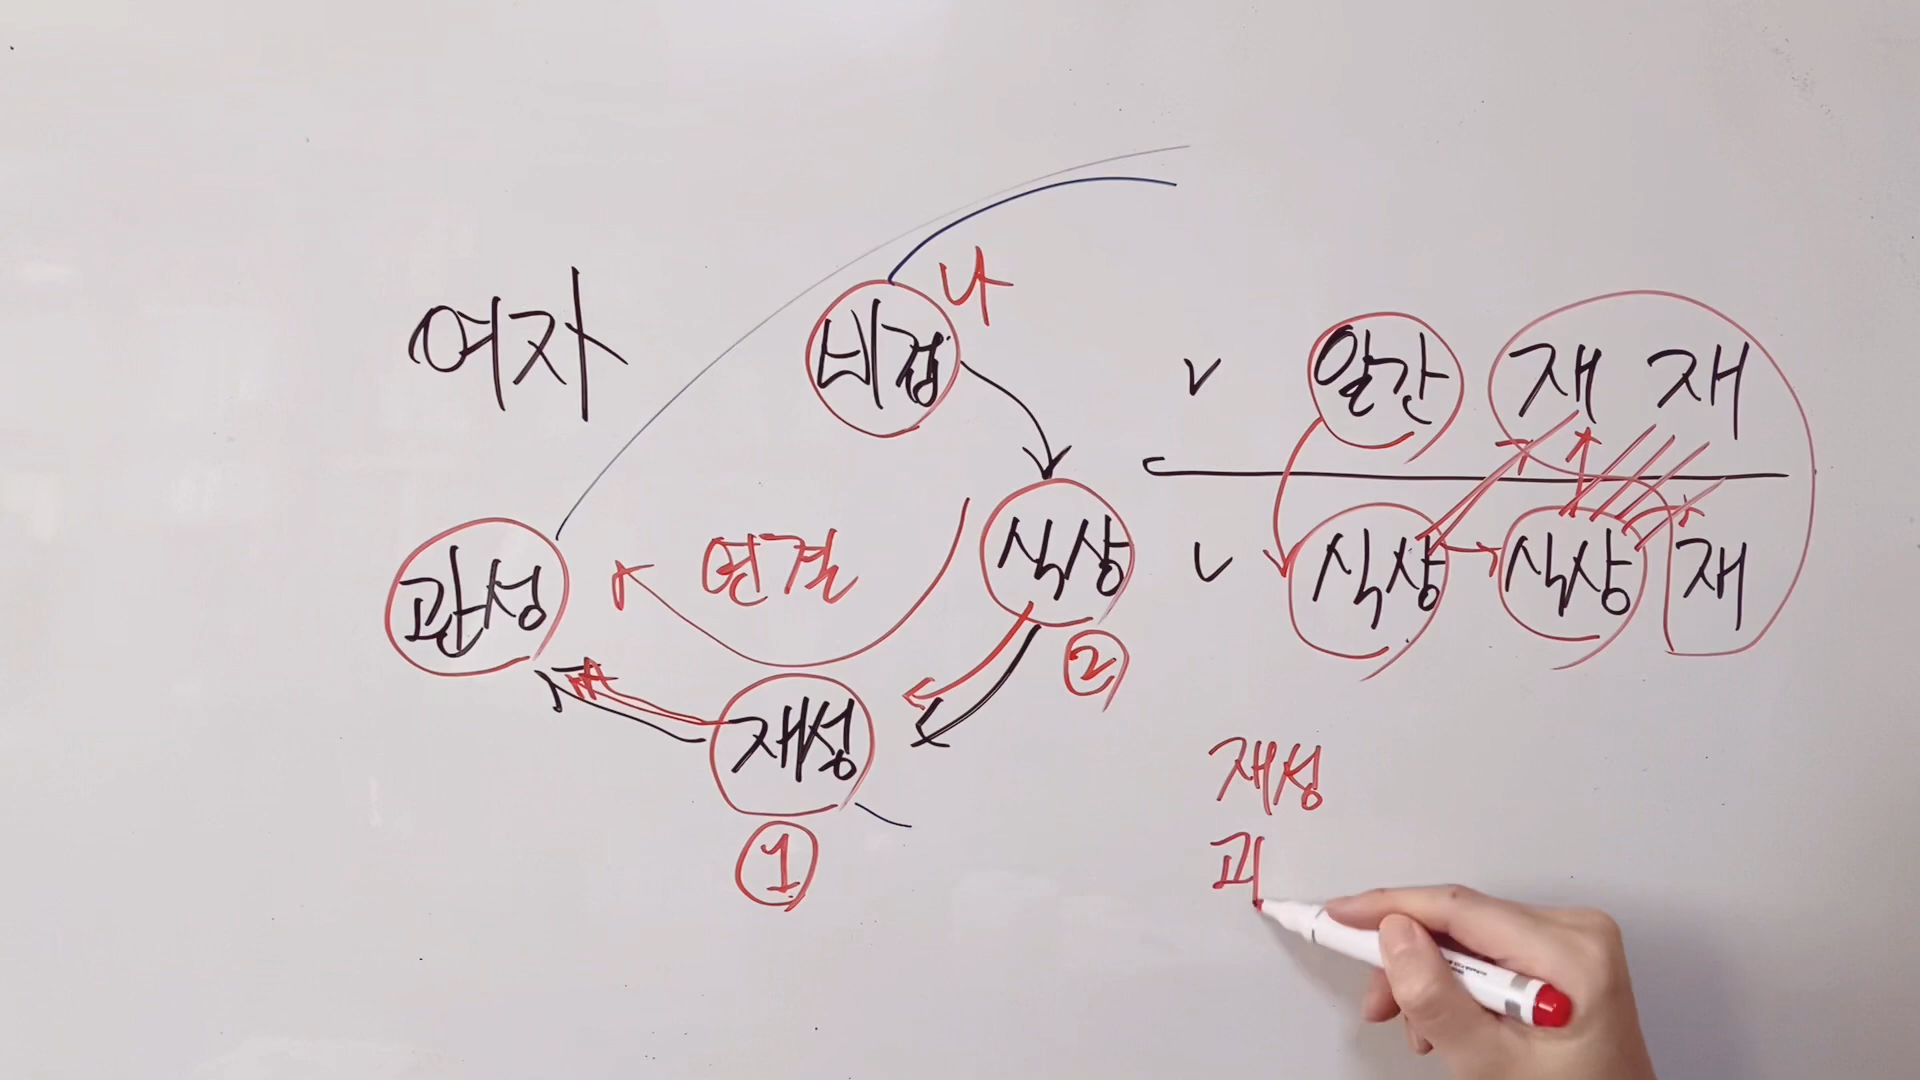 여자
나
비겁
v 일간 재 재
관성
연결
식상
v 식상 식상 재
②
재성
①
재성
괴